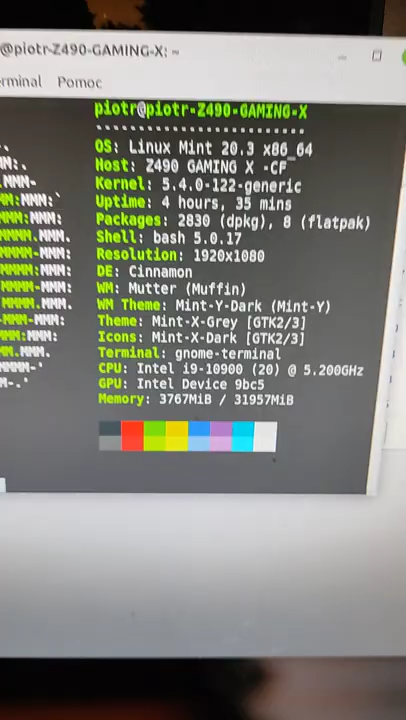 @piotr-Z490-GAMING-X: ~
rminal Pomoc
piotr@piotr-Z490-GAMING-X
-------------------------
OS: Linux Mint 20.3 x86_64
Host: Z490 GAMING X -CF
Kernel: 5.4.0-122-generic
Uptime: 4 hours, 35 mins
Packages: 2830 (dpkg), 8 (flatpak)
Shell: bash 5.0.17
Resolution: 1920x1080
DE: Cinnamon
WM: Mutter (Muffin)
WM Theme: Mint-Y-Dark (Mint-Y)
Theme: Mint-X-Grey [GTK2/3]
Icons: Mint-X-Dark [GTK2/3]
Terminal: gnome-terminal
CPU: Intel i9-10900 (20) @ 5.200GHz
GPU: Intel Device 9bc5
Memory: 3767MiB / 31957MiB